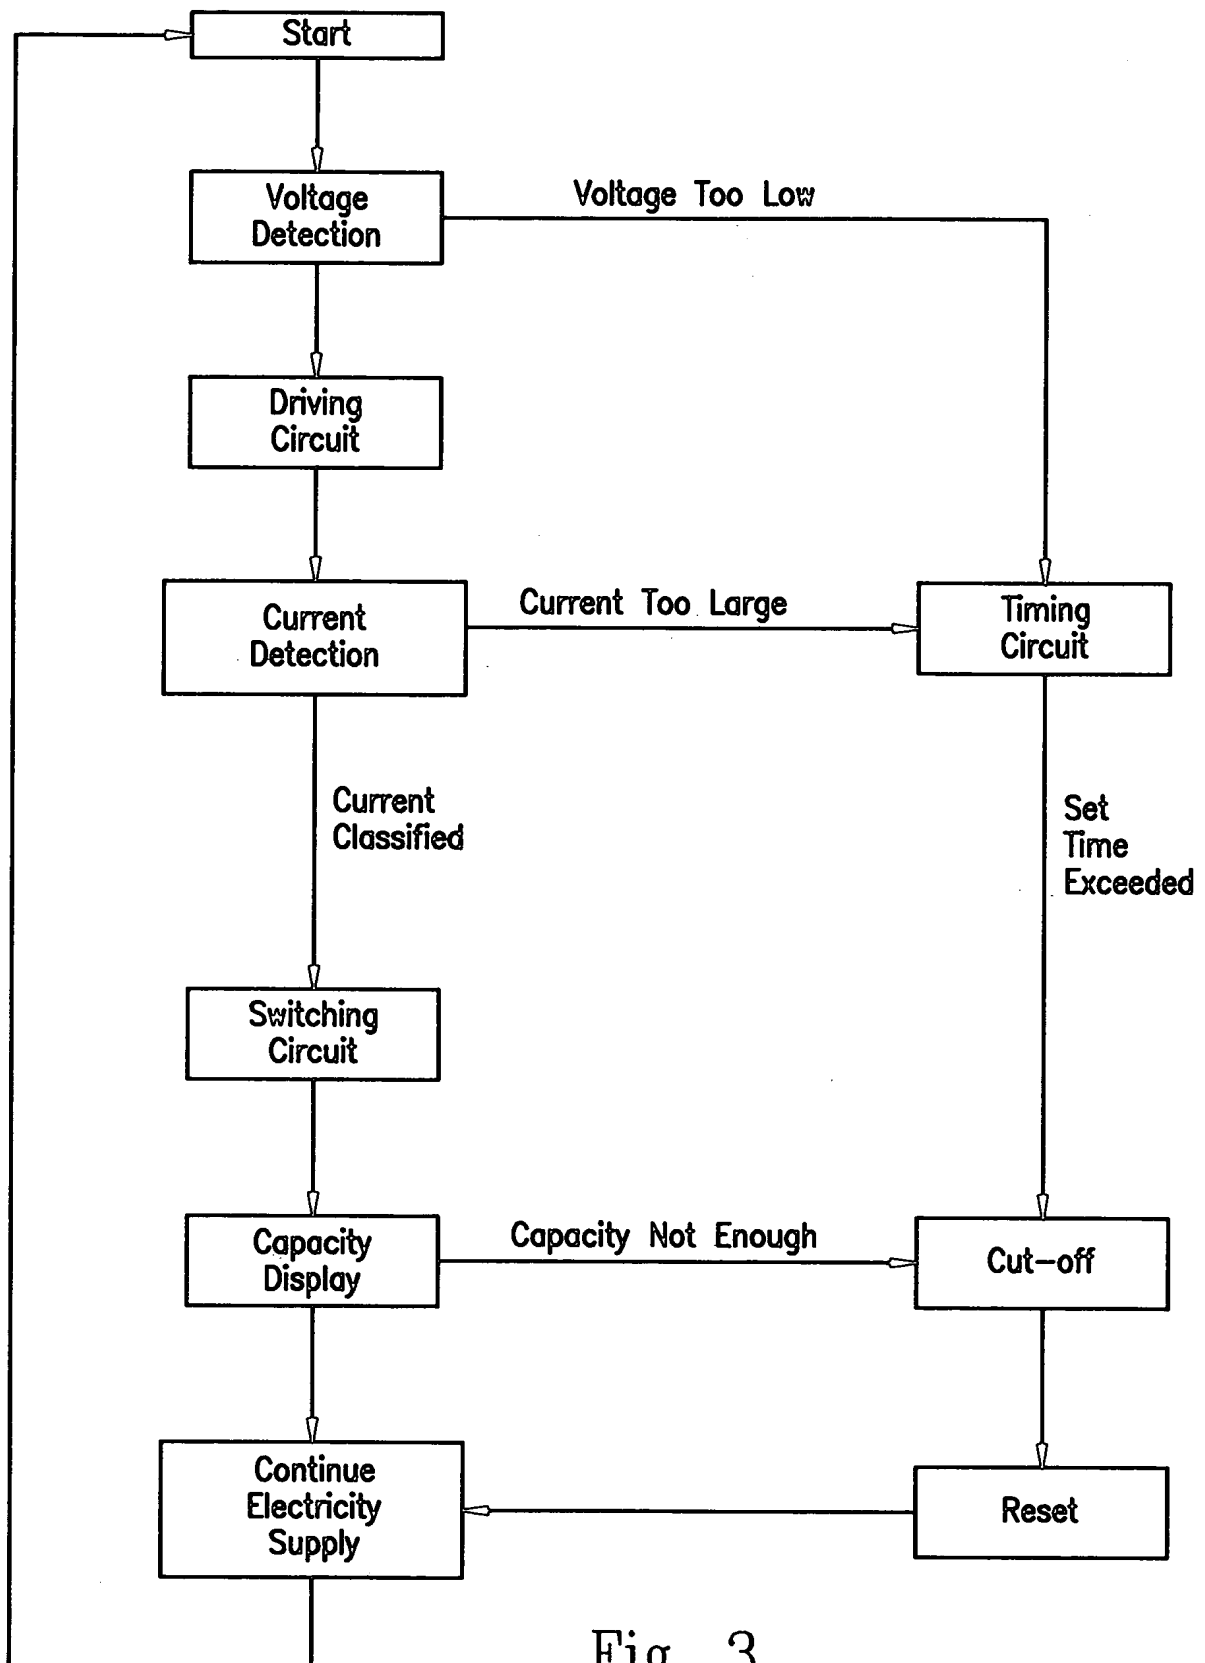 Start
Voltage
Detection
Voltage Too Low
Driving
Circuit
Current
Detection
Current Too Large
Timing
Circuit
Current
Classified
Set
Time
Exceeded
Switching
Circuit
Capacity
Display
Capacity Not Enough
Cut-off
Continue
Electricity
Supply
Reset
Fig. 3